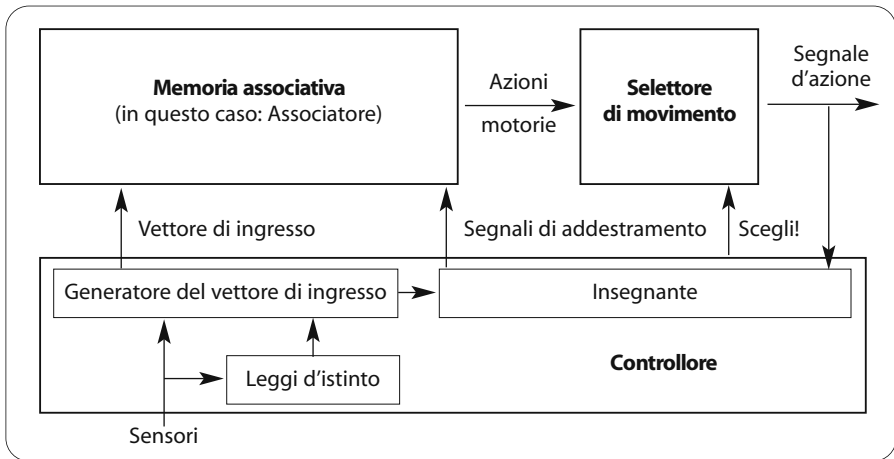 Memoria associativa
(in questo caso: Associatore)
Azioni
motorie
Selettore
di movimento
Segnale
d’azione
Vettore di ingresso
Segnali di addestramento
Scegli!
Generatore del vettore di ingresso
Insegnante
Leggi d’istinto
Controllore
Sensori